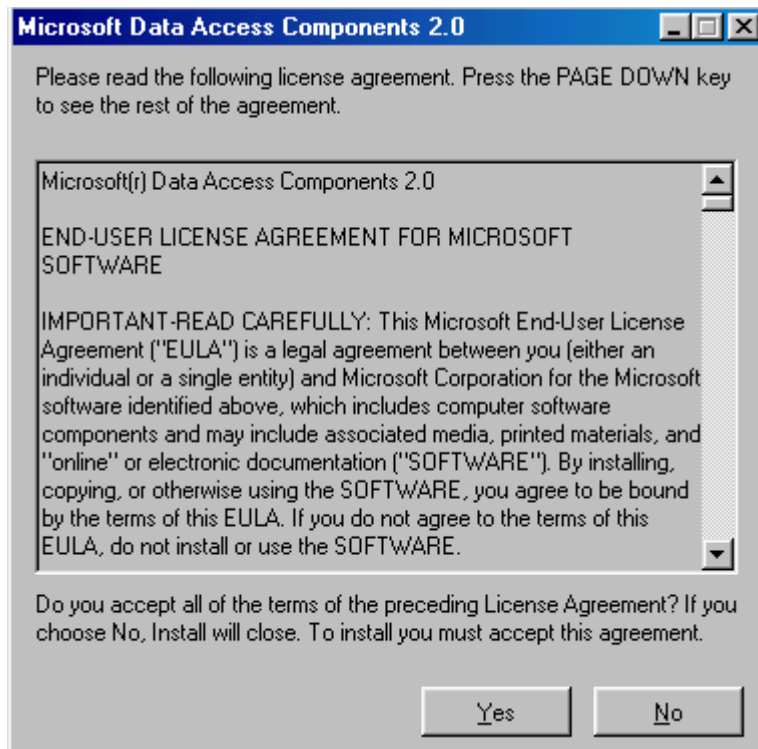 Microsoft Data Access Components 2.0
Please read the following license agreement. Press the PAGE DOWN key
to see the rest of the agreement.
Microsoft(r) Data Access Components 2.0
END-USER LICENSE AGREEMENT FOR MICROSOFT
SOFTWARE
IMPORTANT-READ CAREFULLY: This Microsoft End-User License
Agreement ("EULA") is a legal agreement between you (either an
individual or a single entity) and Microsoft Corporation for the Microsoft
software identified above, which includes computer software
components and may include associated media, printed materials, and
"online" or electronic documentation ("SOFTWARE"). By installing,
copying, or otherwise using the SOFTWARE, you agree to be bound
by the terms of this EULA. If you do not agree to the terms of this
EULA, do not install or use the SOFTWARE.
Do you accept all of the terms of the preceding License Agreement? If you
choose No, Install will close. To install you must accept this agreement.
Yes No